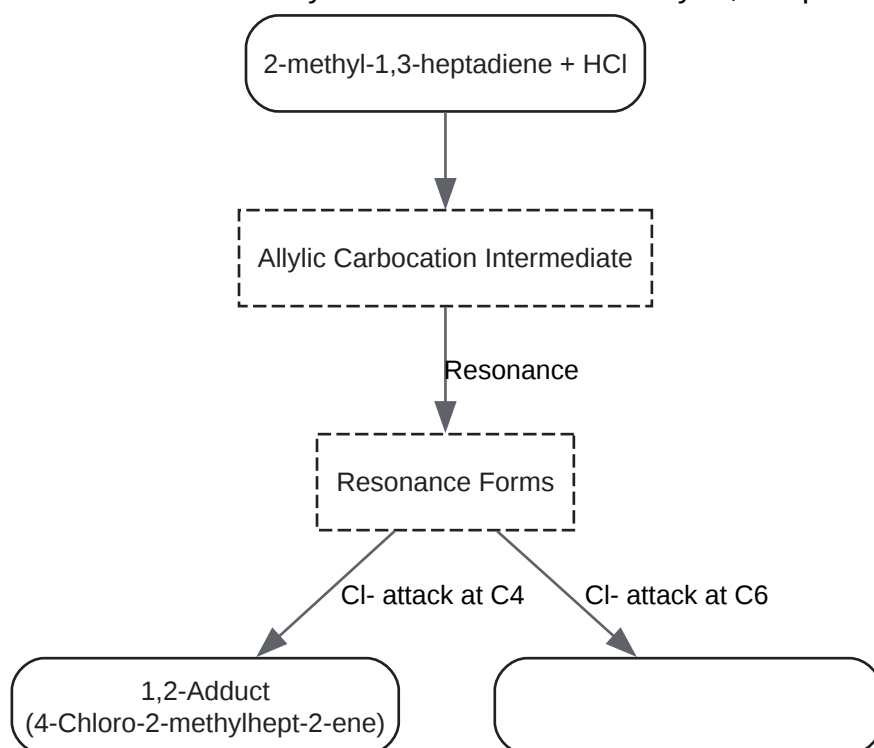 2-methyl-1,3-heptadiene + HCl
Allylic Carbocation Intermediate
Resonance
Resonance Forms
Cl- attack at C4
Cl- attack at C6
1,2-Adduct
(4-Chloro-2-methylhept-2-ene)